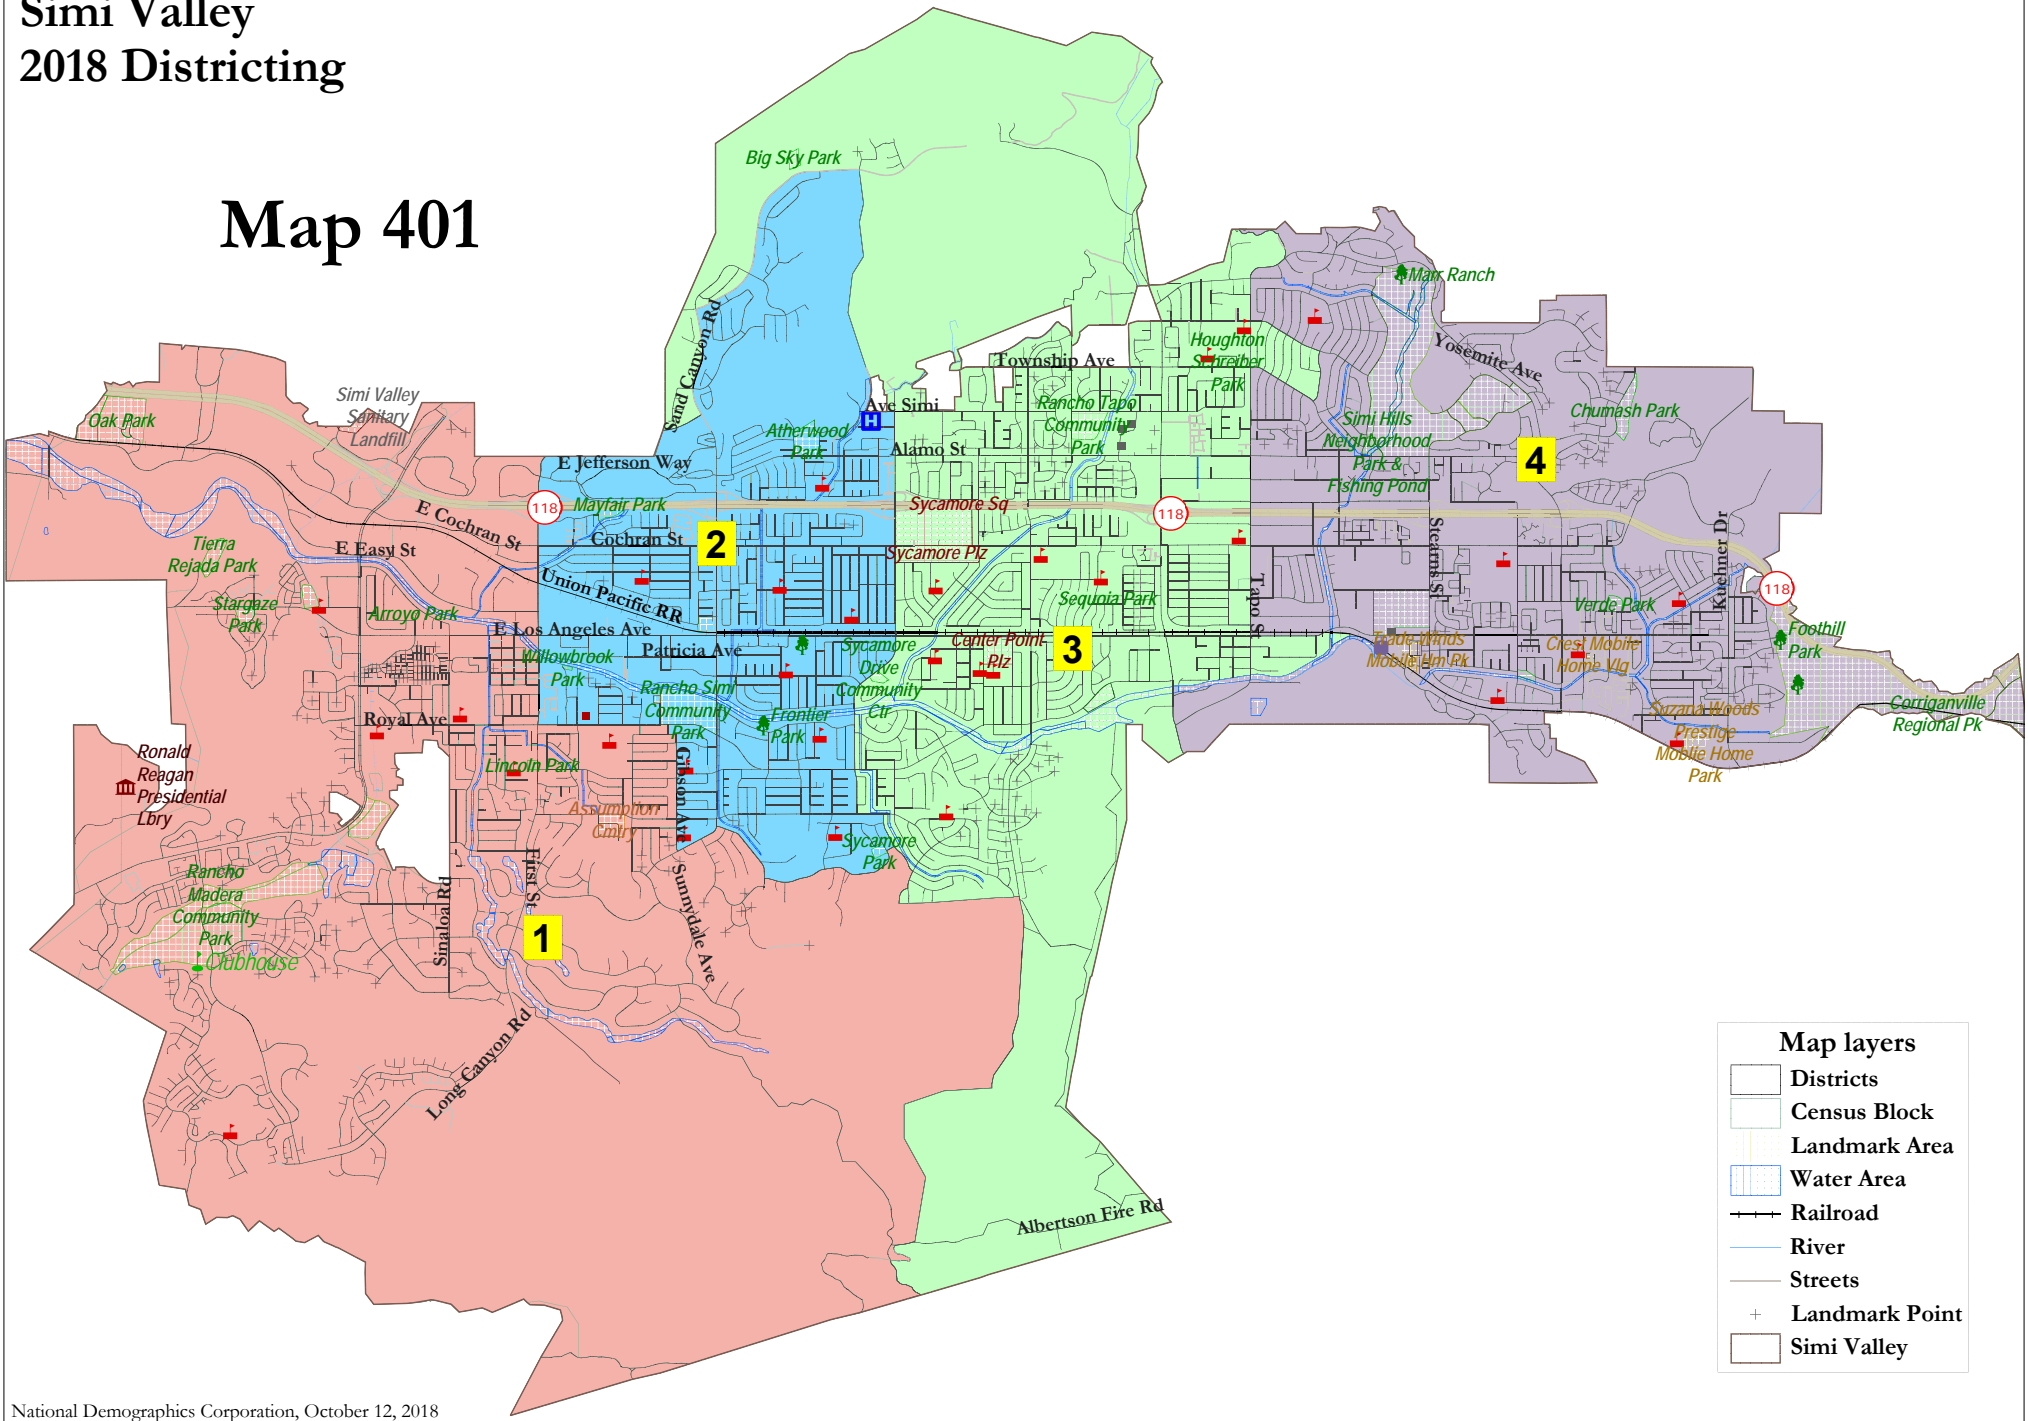 Simi Valley
2018 Districting
Map 401
Big Sky Park
Marr Ranch
Sand Canyon Rd
Yosemite Ave
Houghton
Schreiber
Park
Township Ave
Simi Valley
Sanitary
Landfill
Oak Park
Ave Simi
Rancho Tapo
Community
Park
Simi Hills
Neighborhood
Park &
Fishing Pond
Chumash Park
Atherwood
Park
Alamo St
E Jefferson Way
4
118
Mayfair Park
Sycamore Sq
118
E Cochran St
Cochran St
2
Sycamore Plz
Stearns St
Kuehner Dr
E Easy St
Tierra
Rejada Park
Union Pacific RR
Sequoia Park
Tapo St
Verde Park
118
Stargaze
Park
Arroyo Park
E Los Angeles Ave
Patricia Ave
Willowbrook
Park
Sycamore
Drive
Community
Ctr
Center Point
Plz
3
Tradu Winds
Mobile Hm Pk
Crest Mobile
Home Vlg
Foothill
Park
Rancho Simi
Community
Park
Frontier
Park
Royal Ave
Suzana Woods
Prestige
Mobile Home
Park
Corriganville
Regional Pk
Ronald
Reagan
Presidential
Lbry
Lincoln Park
Gibson Ave
Assumption
Cmtry
Sycamore
Park
Rancho
Madera
Community
Park
Clubhouse
Sinaloa Rd
First St
Sunnydale Ave
1
Long Canyon Rd
Albertson Fire Rd
Map layers
Districts
Census Block
Landmark Area
Water Area
Railroad
River
Streets
Landmark Point
Simi Valley
National Demographics Corporation, October 12, 2018